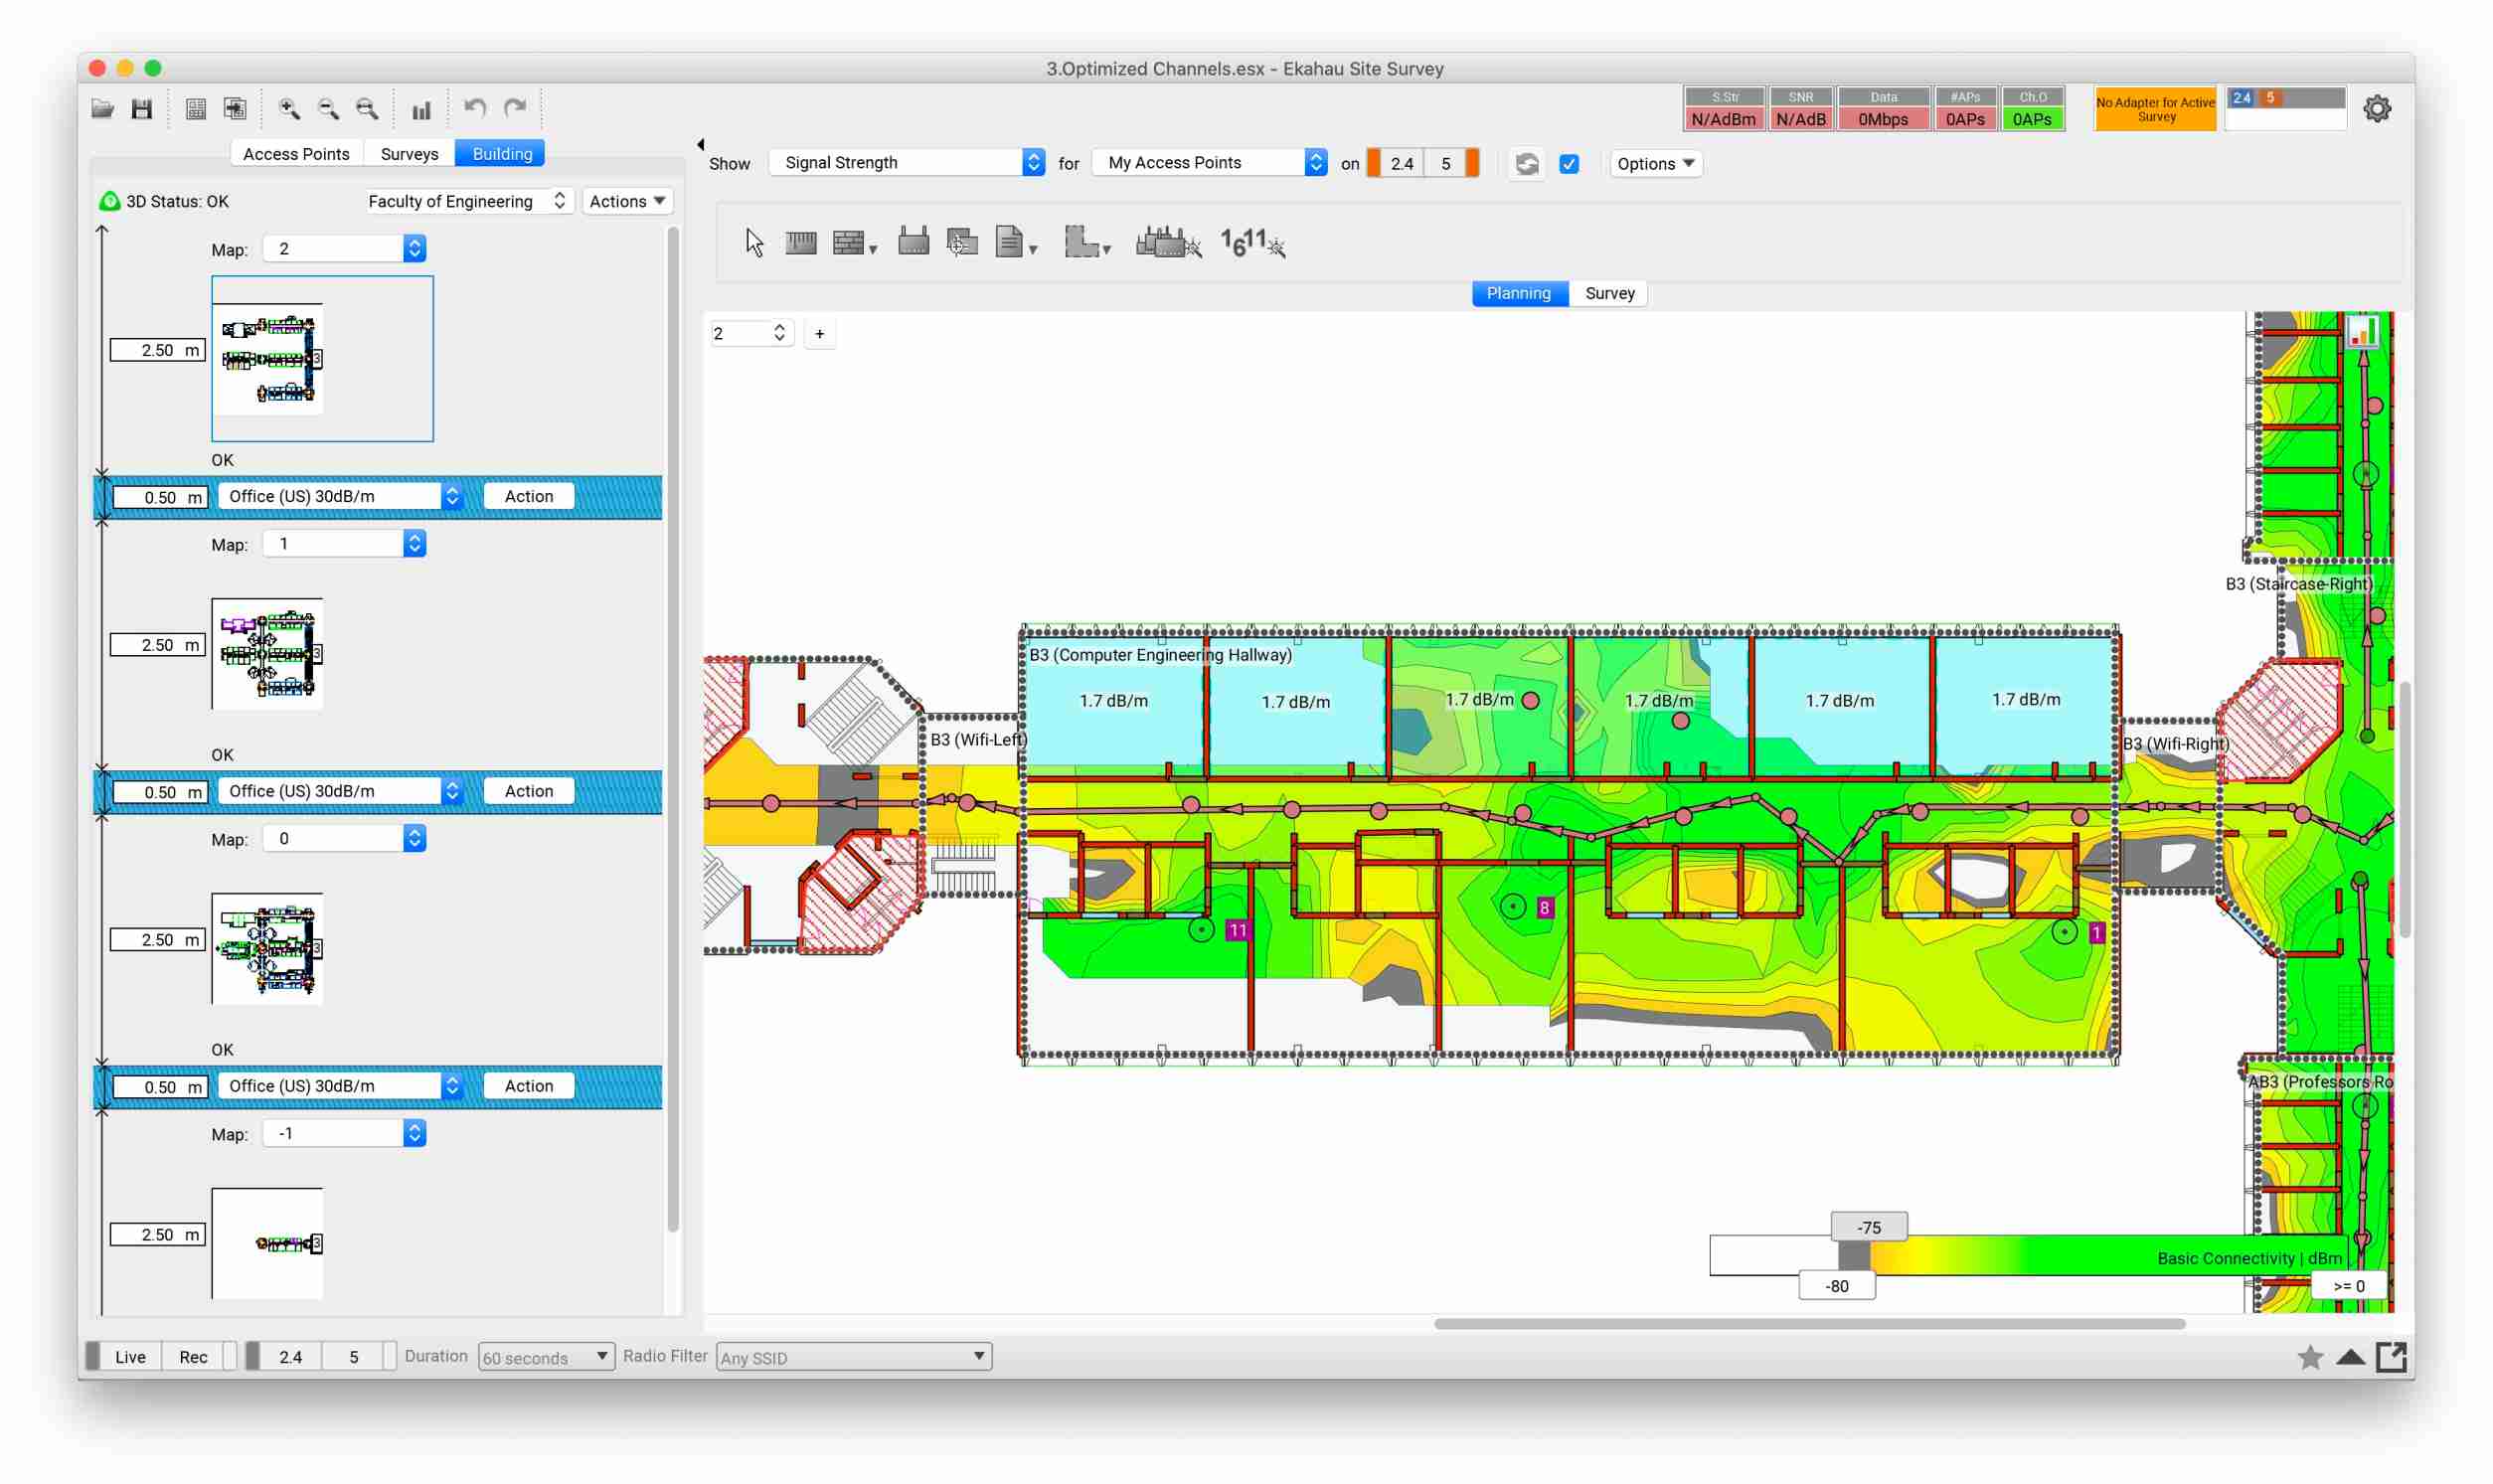 3.Optimized Channels.esx - Ekahau Site Survey
S.Str SNR Data #APs Ch.O
N/AdBm N/AdB 0Mbps 0APs 0APs
No Adapter for Active
Survey
2.4 5
Access Points Surveys Building
Show Signal Strength for My Access Points on 2.4 5 Options
3D Status: OK Faculty of Engineering Actions
1611
Planning Survey
2 +
Map: 2
2.50 m
3
OK
0.50 m Office (US) 30dB/m Action
Map: 1
2.50 m
3
OK
0.50 m Office (US) 30dB/m Action
Map: 0
2.50 m
3
OK
0.50 m Office (US) 30dB/m Action
Map: -1
2.50 m
3
B3 (Staircase-Right)
B3 (Computer Engineering Hallway)
1.7 dB/m 1.7 dB/m 1.7 dB/m 1.7 dB/m 1.7 dB/m 1.7 dB/m
B3 (Wifi-Left)
B3 (Wifi-Right)
8
11
1
AB3 (Professors Ro
-75
Basic Connectivity | dBm
-80 >= 0
Live Rec 2.4 5 Duration 60 seconds Radio Filter Any SSID